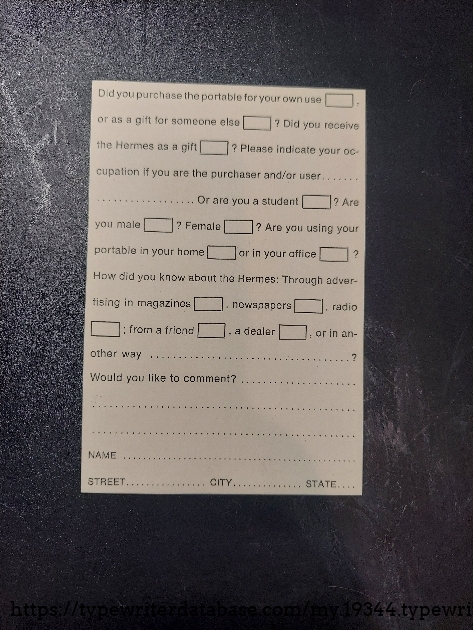 Did you purchase the portable for your own use ,
or as a gift for someone else ? Did you receive
the Hermes as a gift ? Please indicate your oc-
cupation if you are the purchaser and/or user.......
.................. Or are you a student ? Are
you male ? Female ? Are you using your
portable in your home or in your office ?
How did you know about the Hermes: Through adver-
tising in magazines , newspapers , radio
; from a friend , a dealer , or in an-
other way ......................................?
Would you like to comment? ......................
..................................................
..................................................
NAME ............................................
STREET................ CITY.............. STATE....
https://typewriterdatabase.com/my.19344.typewri